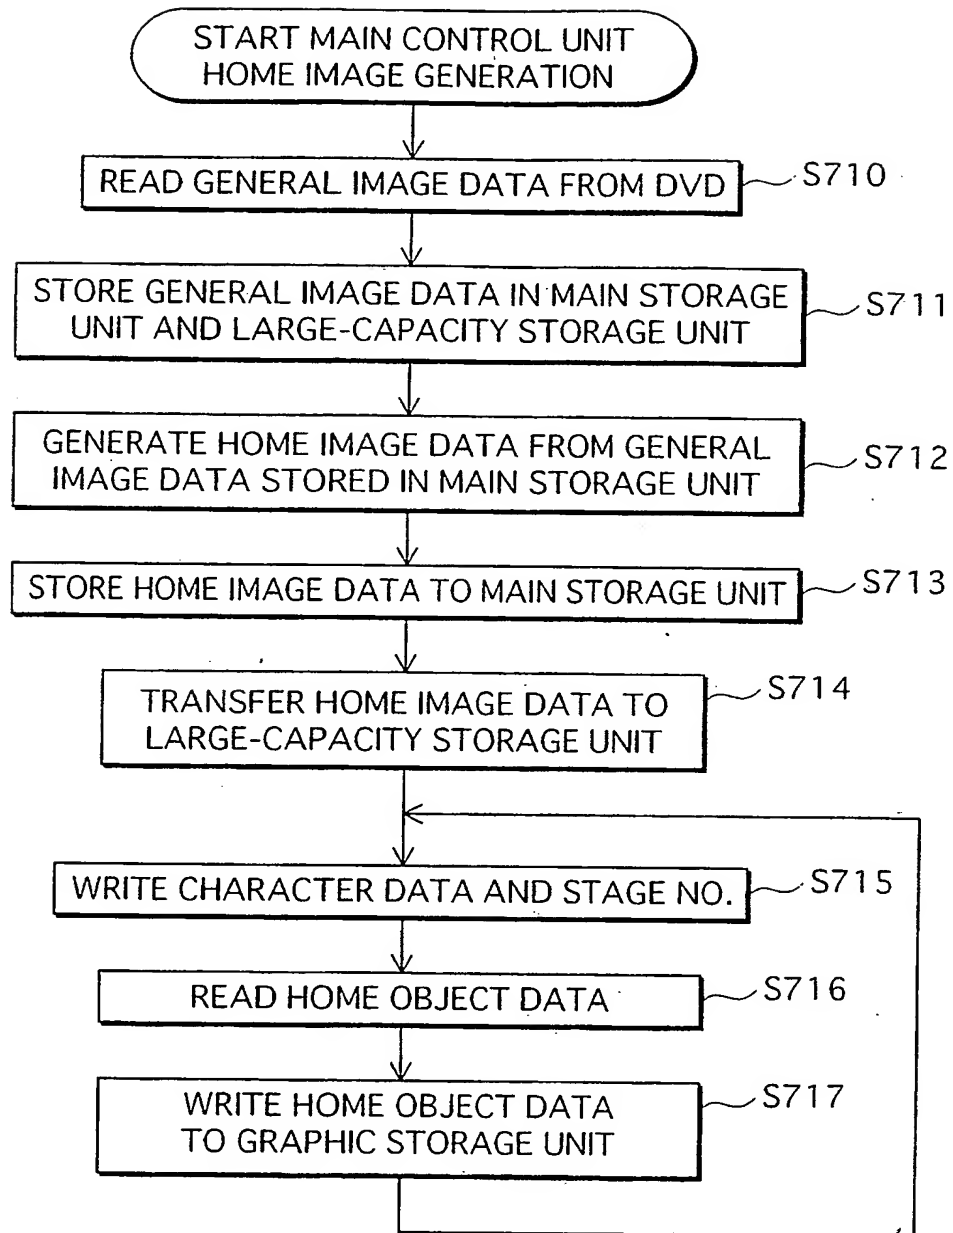 START MAIN CONTROL UNIT
HOME IMAGE GENERATION
READ GENERAL IMAGE DATA FROM DVD
S710
STORE GENERAL IMAGE DATA IN MAIN STORAGE
UNIT AND LARGE-CAPACITY STORAGE UNIT
S711
GENERATE HOME IMAGE DATA FROM GENERAL
IMAGE DATA STORED IN MAIN STORAGE UNIT
S712
STORE HOME IMAGE DATA TO MAIN STORAGE UNIT
S713
TRANSFER HOME IMAGE DATA TO
LARGE-CAPACITY STORAGE UNIT
S714
WRITE CHARACTER DATA AND STAGE NO.
S715
READ HOME OBJECT DATA
S716
WRITE HOME OBJECT DATA
TO GRAPHIC STORAGE UNIT
S717